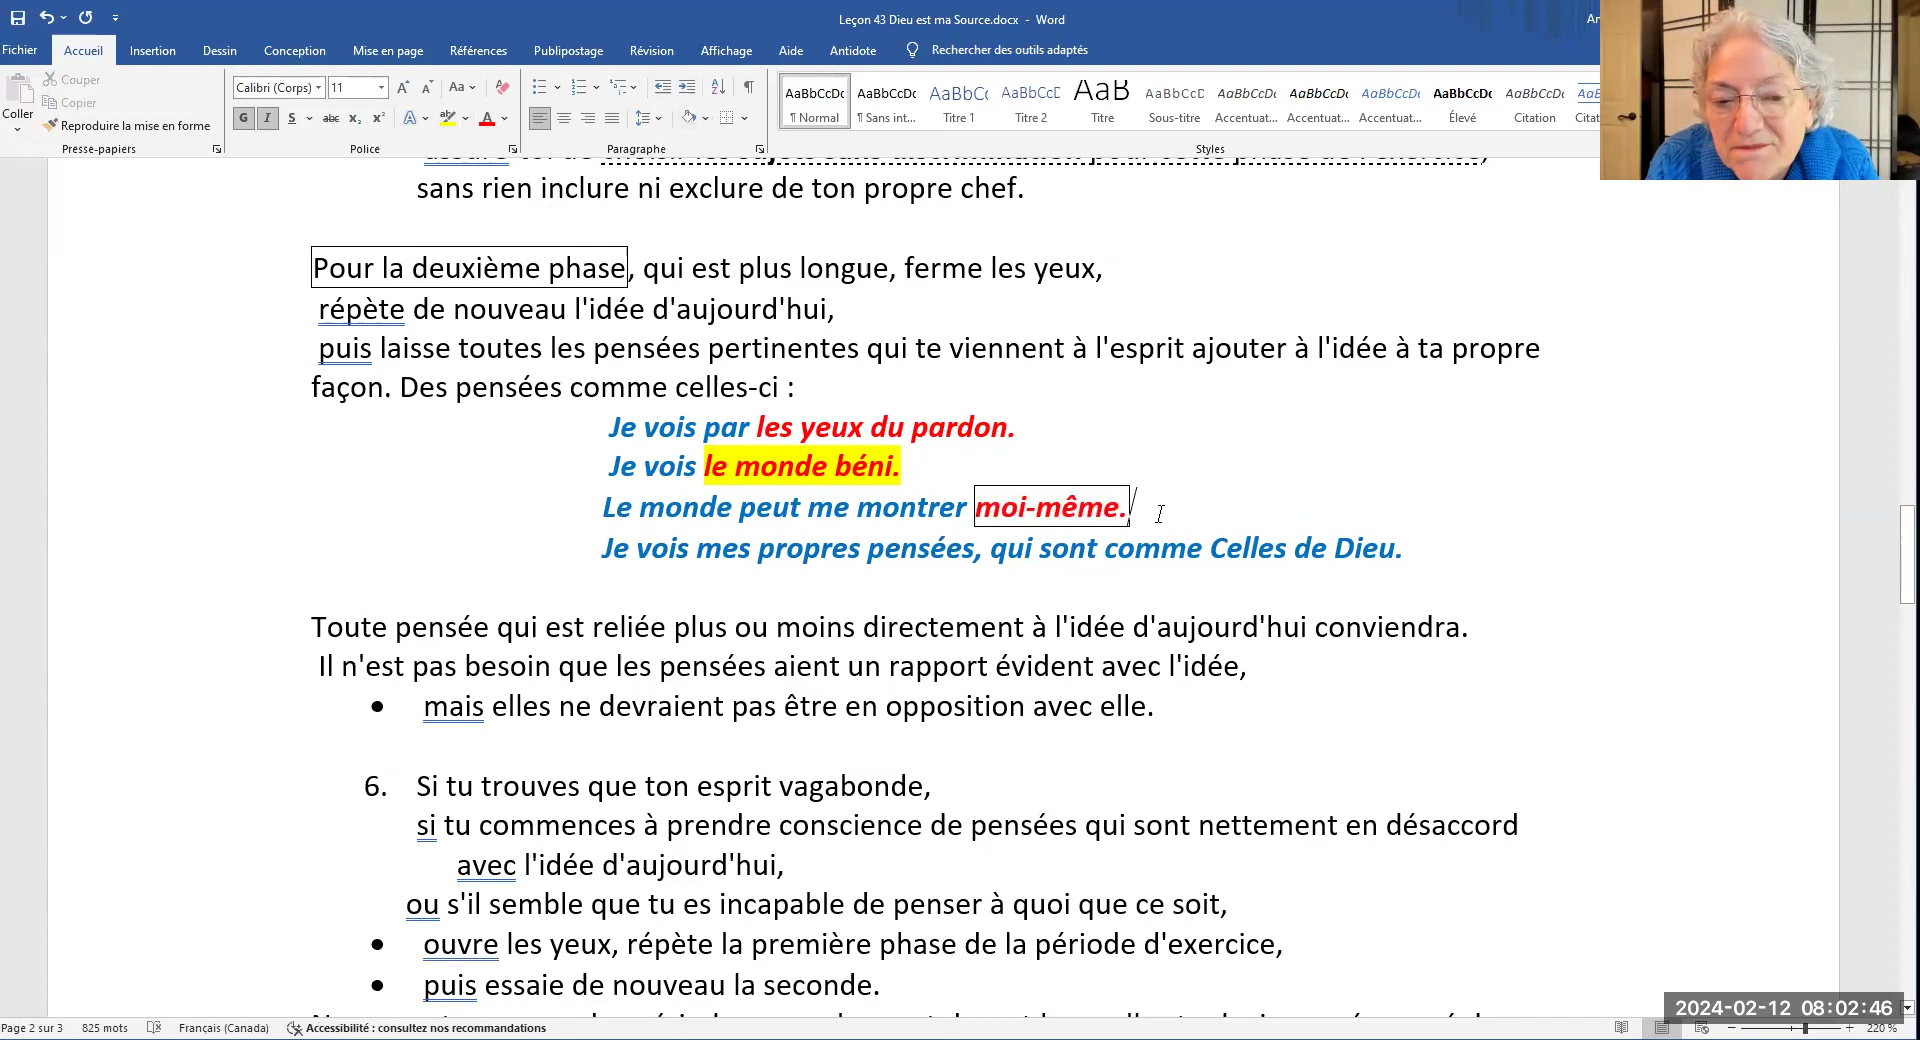 Leçon 43 Dieu est ma Source.docx - Word
Fichier Accueil Insertion Dessin Conception Mise en page Références Publipostage Révision Affichage Aide Antidote Rechercher des outils adaptés
Couper
Copier
Coller
Reproduire la mise en forme
Calibri (Corps) 11
AaBbCcDc AaBbCcDc AaBbCc AaBbCcD AaB AaBbCcD AaBbCcDc AaBbCcDc AaBbCcDc AaBbCcDc AaBbCcDc
¶ Normal ¶ Sans int... Titre 1 Titre 2 Titre Sous-titre Accentuat... Accentuat... Accentuat... Élevé Citation
Presse-papiers Police Paragraphe Styles
sans rien inclure ni exclure de ton propre chef.
Pour la deuxième phase, qui est plus longue, ferme les yeux,
répète de nouveau l'idée d'aujourd'hui,
puis laisse toutes les pensées pertinentes qui te viennent à l'esprit ajouter à l'idée à ta propre
façon. Des pensées comme celles-ci :
Je vois par les yeux du pardon.
Je vois le monde béni.
Le monde peut me montrer moi-même.
Je vois mes propres pensées, qui sont comme Celles de Dieu.
Toute pensée qui est reliée plus ou moins directement à l'idée d'aujourd'hui conviendra.
Il n'est pas besoin que les pensées aient un rapport évident avec l'idée,
• mais elles ne devraient pas être en opposition avec elle.
6. Si tu trouves que ton esprit vagabonde,
si tu commences à prendre conscience de pensées qui sont nettement en désaccord
avec l'idée d'aujourd'hui,
ou s'il semble que tu es incapable de penser à quoi que ce soit,
• ouvre les yeux, répète la première phase de la période d'exercice,
• puis essaie de nouveau la seconde.
2024-02-12 08:02:46
Page 2 sur 3 825 mots Français (Canada) Accessibilité : consultez nos recommandations 220 %